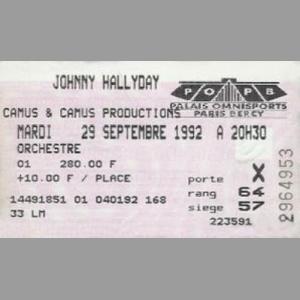 JOHNNY HALLYDAY
POPB
PALAIS OMNISPORTS
PARIS BERCY
CAMUS & CAMUS PRODUCTIONS
MARDI 29 SEPTEMBRE 1992 A 20H30
ORCHESTRE
01 280.00 F
+10.00 F / PLACE
porte X
rang 64
siege 57
14491851 01 040192 168
223591
33 LM
2964953